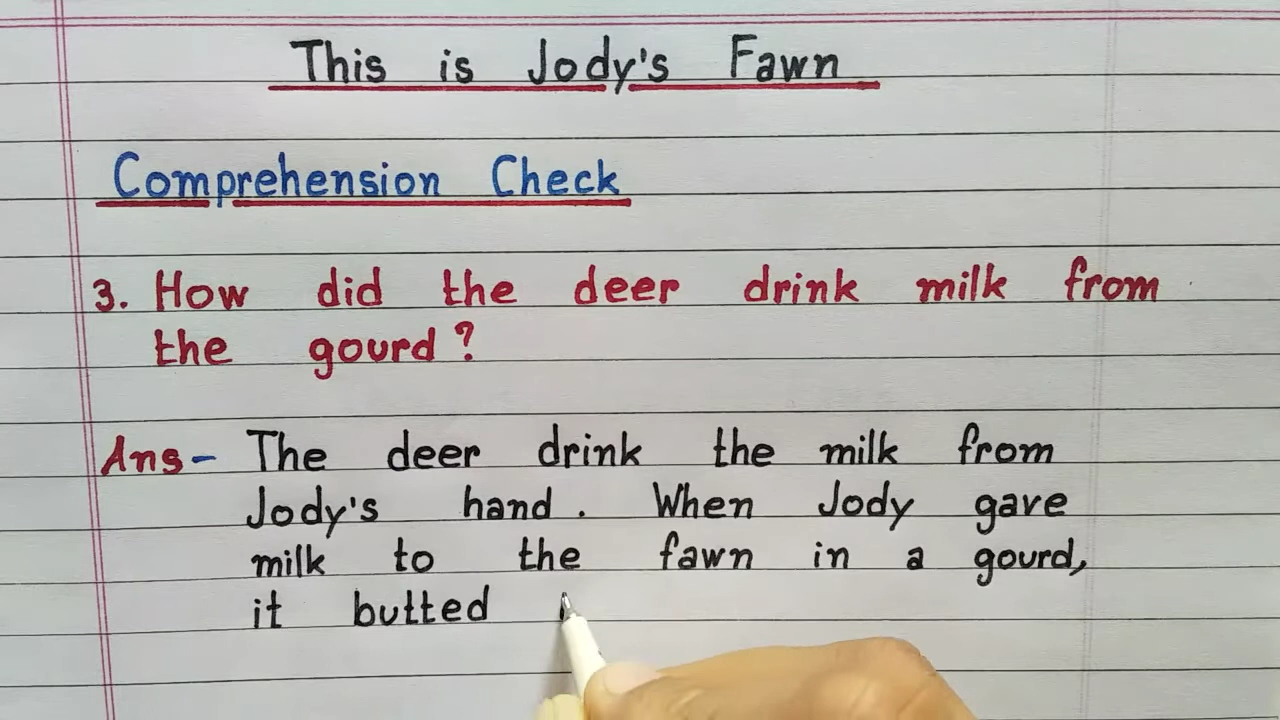 This is Jody's Fawn
Comprehension Check
3. How did the deer drink milk from
the gourd?
Ans- The deer drink the milk from
Jody's hand. When Jody gave
milk to the fawn in a gourd,
it butted